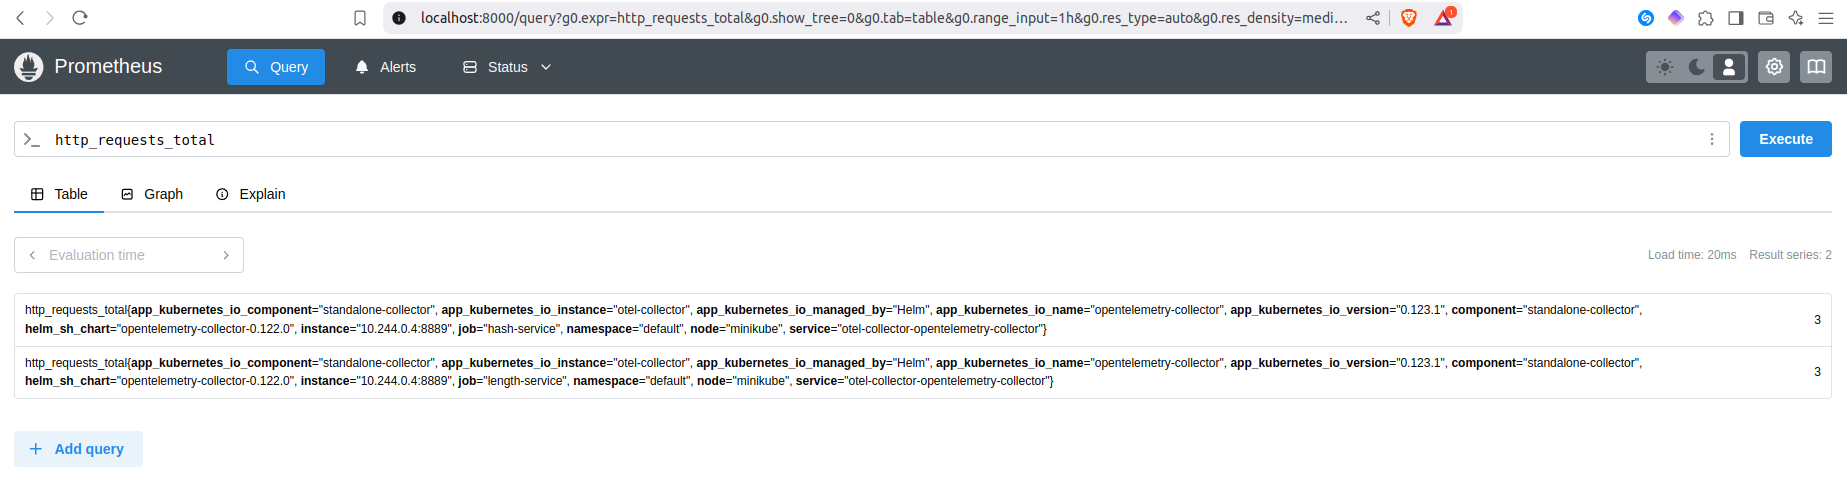 localhost:8000/query?g0.expr=http_requests_total&g0.show_tree=0&g0.tab=table&g0.range_input=1h&g0.res_type=auto&g0.res_density=medi...
1
Prometheus Query Alerts Status
http_requests_total
Execute
Table Graph Explain
Evaluation time
Load time: 20ms Result series: 2
http_requests_total{app_kubernetes_io_component="standalone-collector", app_kubernetes_io_instance="otel-collector", app_kubernetes_io_managed_by="Helm", app_kubernetes_io_name="opentelemetry-collector", app_kubernetes_io_version="0.123.1", component="standalone-collector",
helm_sh_chart="opentelemetry-collector-0.122.0", instance="10.244.0.4:8889", job="hash-service", namespace="default", node="minikube", service="otel-collector-opentelemetry-collector"}
3
http_requests_total{app_kubernetes_io_component="standalone-collector", app_kubernetes_io_instance="otel-collector", app_kubernetes_io_managed_by="Helm", app_kubernetes_io_name="opentelemetry-collector", app_kubernetes_io_version="0.123.1", component="standalone-collector",
helm_sh_chart="opentelemetry-collector-0.122.0", instance="10.244.0.4:8889", job="length-service", namespace="default", node="minikube", service="otel-collector-opentelemetry-collector"}
3
Add query